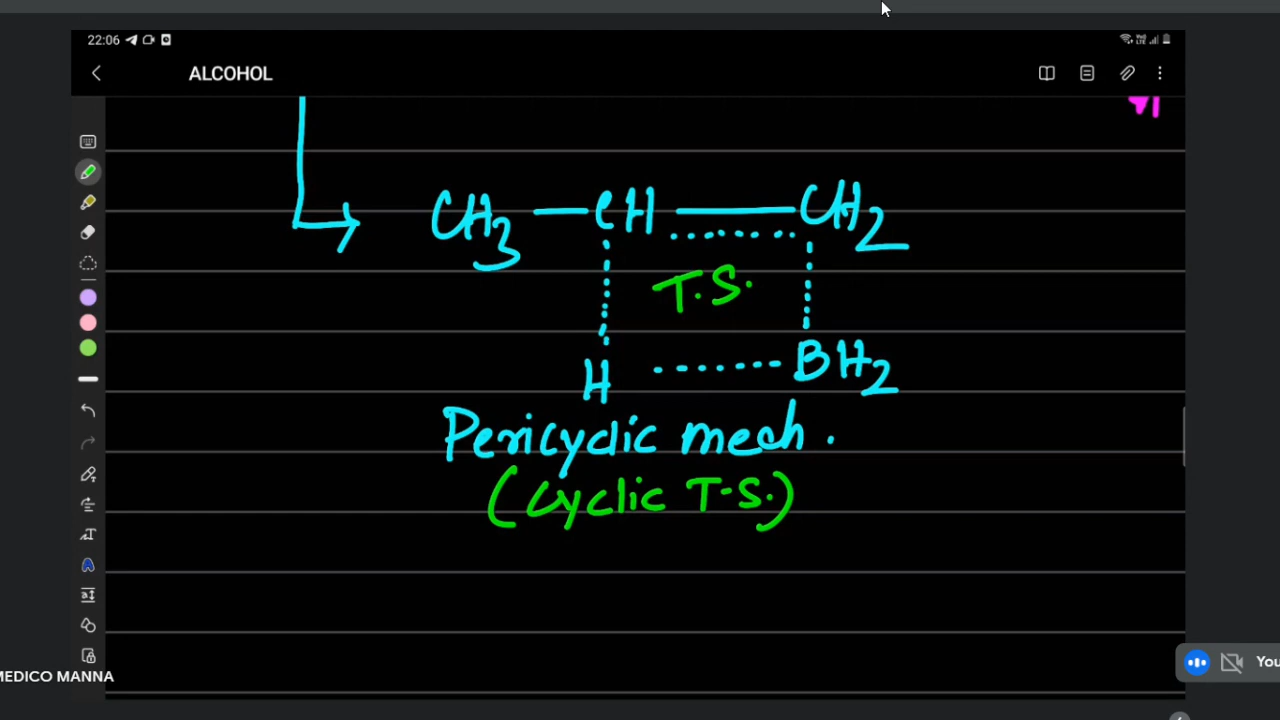 22:06
ALCOHOL
CH3 — CH — CH2
T.S.
H BH2
Pericyclic mech.
(Cyclic T.S.)
MEDICO MANNA
You